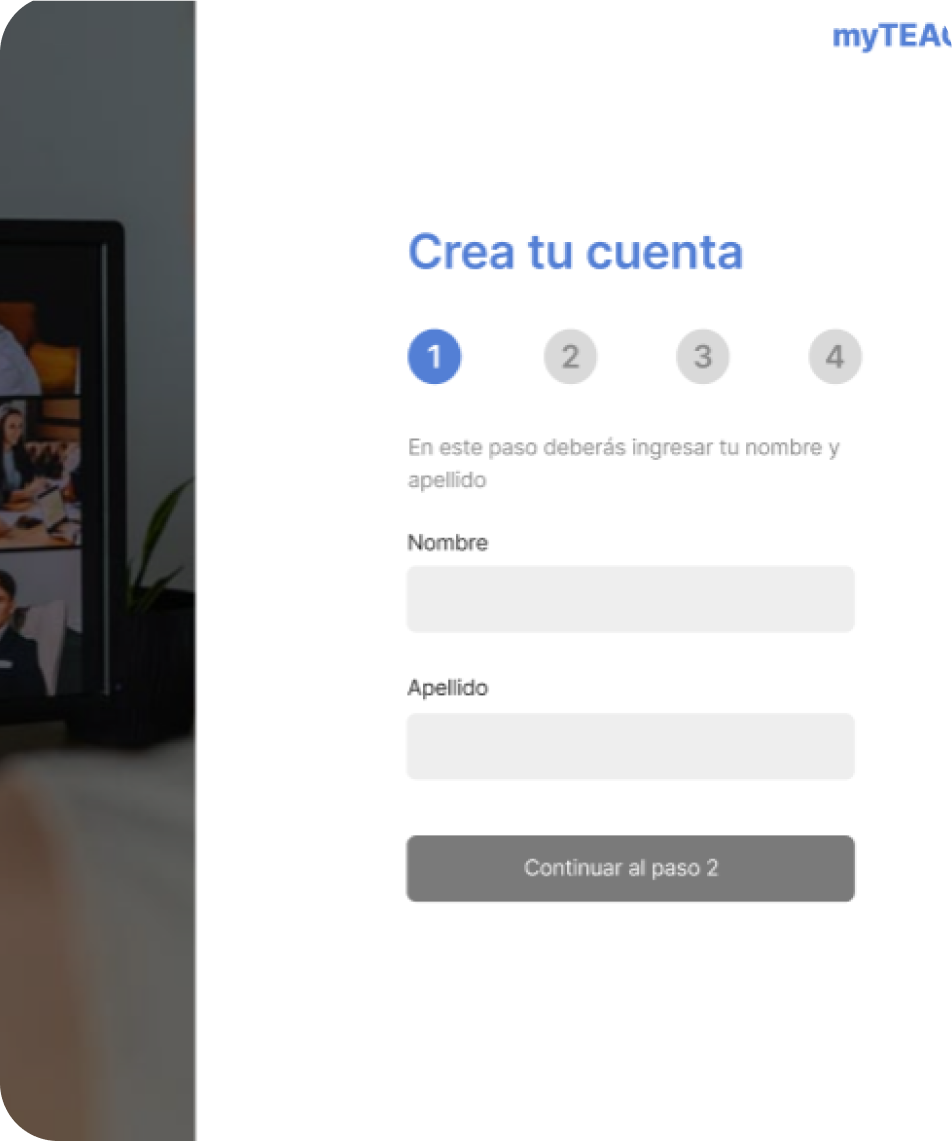 myTEA
Crea tu cuenta
1 2 3 4
En este paso deberás ingresar tu nombre y
apellido
Nombre
Apellido
Continuar al paso 2